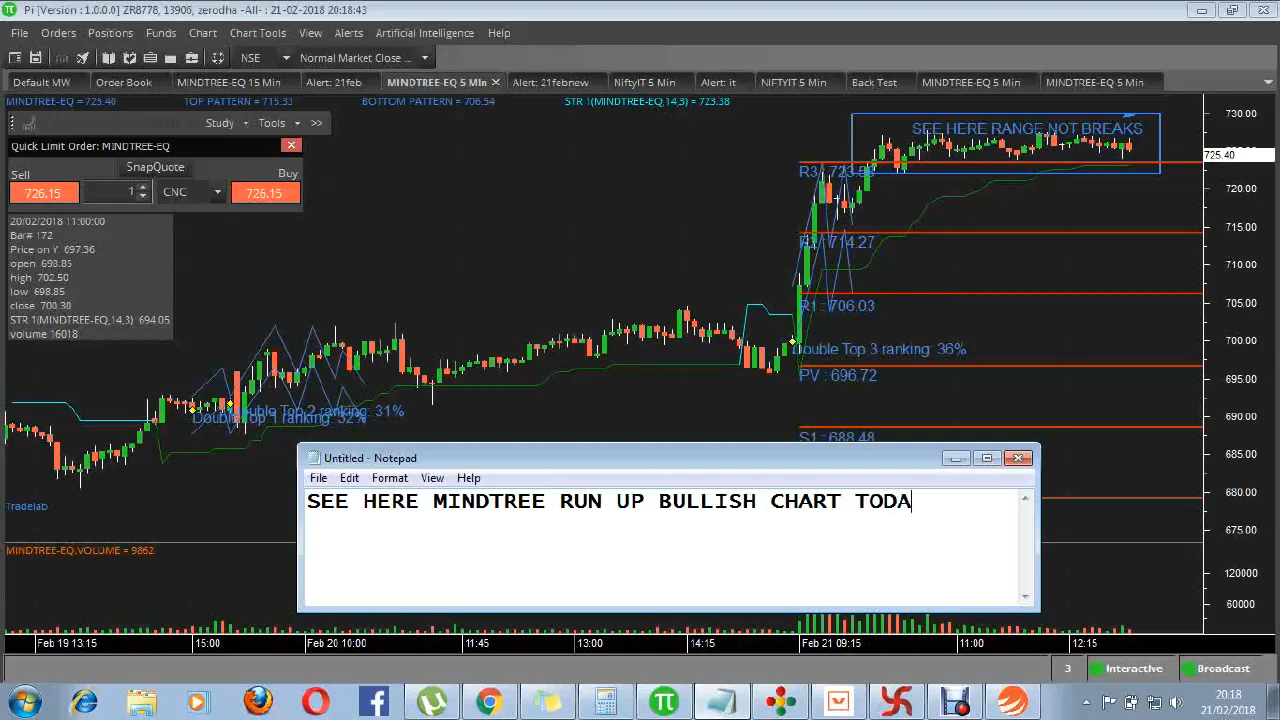 Pi [Version : 1.0.0.0] ZR8778, 13906, zerodha -All- : 21-02-2018 20:18:43
File Orders Positions Funds Chart Chart Tools View Alerts Artificial Intelligence Help
NSE Normal Market Close ...
Default MW Order Book MINDTREE-EQ 15 Min Alert: 21feb MINDTREE-EQ 5 Min Alert: 21febnew NiftyIT 5 Min Alert: it NIFTYIT 5 Min Back Test MINDTREE-EQ 5 Min MINDTREE-EQ 5 Min
MINDTREE-EQ = 725.40 TOP PATTERN = 715.33 BOTTOM PATTERN = 706.54 STR 1(MINDTREE-EQ,14,3) = 723.38
Study Tools >>
Quick Limit Order: MINDTREE-EQ
SnapQuote
Sell Buy
726.15 1 CNC 726.15
20/02/2018 11:00:00
Bar# 172
Price on Y 697.36
open 698.85
high 702.50
low 698.85
close 700.30
STR 1(MINDTREE-EQ,14,3) 694.05
volume 16018
SEE HERE RANGE NOT BREAKS
R3 : 723.
: 714.27
R1 : 706.03
Double Top 3 ranking: 36%
PV : 696.72
S1 : 688.48
Double Top 2 ranking: 31%
Double Top 1 ranking: 32%
730.00
725.40
720.00
715.00
710.00
705.00
700.00
695.00
690.00
685.00
680.00
675.00
Tradelab
MINDTREE-EQ.VOLUME = 9862
120000
60000
Untitled - Notepad
File Edit Format View Help
SEE HERE MINDTREE RUN UP BULLISH CHART TODA
Feb 19 13:15 15:00 Feb 20 10:00 11:45 13:00 14:15 Feb 21 09:15 11:00 12:15
3 Interactive Broadcast
20:18
21/02/2018